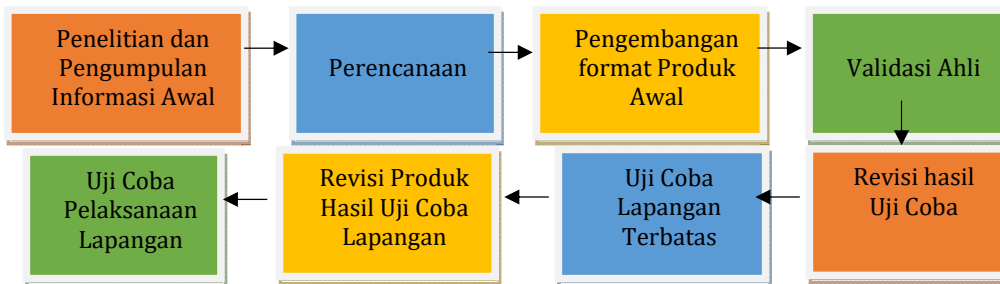 Penelitian dan
Pengumpulan
Informasi Awal
Perencanaan
Pengembangan
format Produk
Awal
Validasi Ahli
Uji Coba
Pelaksanaan
Lapangan
Revisi Produk
Hasil Uji Coba
Lapangan
Uji Coba
Lapangan
Terbatas
Revisi hasil
Uji Coba